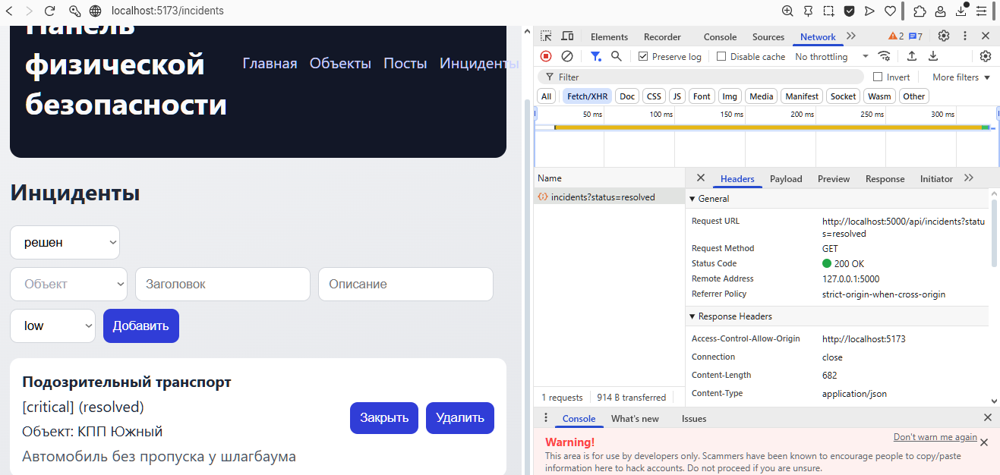 localhost:5173/incidents
Панель
физической
безопасности
Главная Объекты Посты Инциденты
Инциденты
решен
Объект Заголовок Описание
low Добавить
Подозрительный транспорт
[critical] (resolved)
Объект: КПП Южный
Автомобиль без пропуска у шлагбаума
Закрыть Удалить
Elements Recorder Console Sources Network 2 7
Preserve log Disable cache No throttling
Filter Invert More filters
All Fetch/XHR Doc CSS JS Font Img Media Manifest Socket Wasm Other
50 ms 100 ms 150 ms 200 ms 250 ms 300 ms
Name
incidents?status=resolved
1 requests 914 B transferred
Headers Payload Preview Response Initiator
General
Request URL http://localhost:5000/api/incidents?statu
s=resolved
Request Method GET
Status Code 200 OK
Remote Address 127.0.0.1:5000
Referrer Policy strict-origin-when-cross-origin
Response Headers
Access-Control-Allow-Origin http://localhost:5173
Connection close
Content-Length 682
Content-Type application/json
Console What's new Issues
Warning! Don't warn me again
This area is for use by developers only. Scammers have been known to encourage people to copy/paste
information here to hack accounts. Do not proceed if you are unsure.